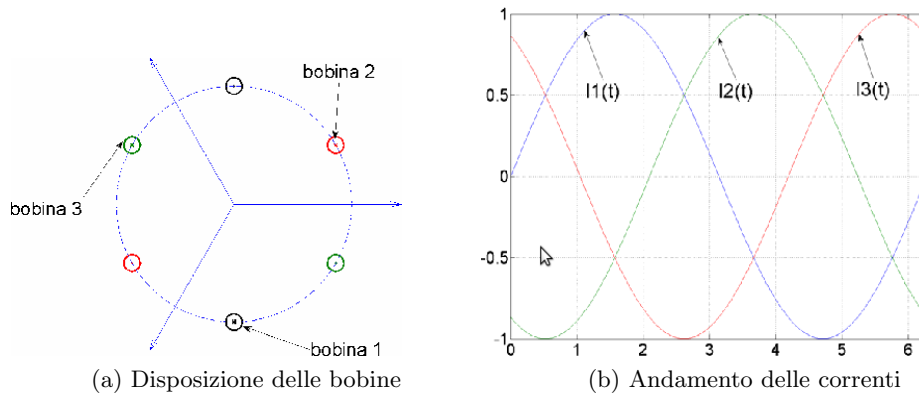 bobina 2
bobina 3
bobina 1
(a) Disposizione delle bobine
1
0.5
0
-0.5
-1
I1(t)
I2(t)
I3(t)
0 1 2 3 4 5 6
(b) Andamento delle correnti